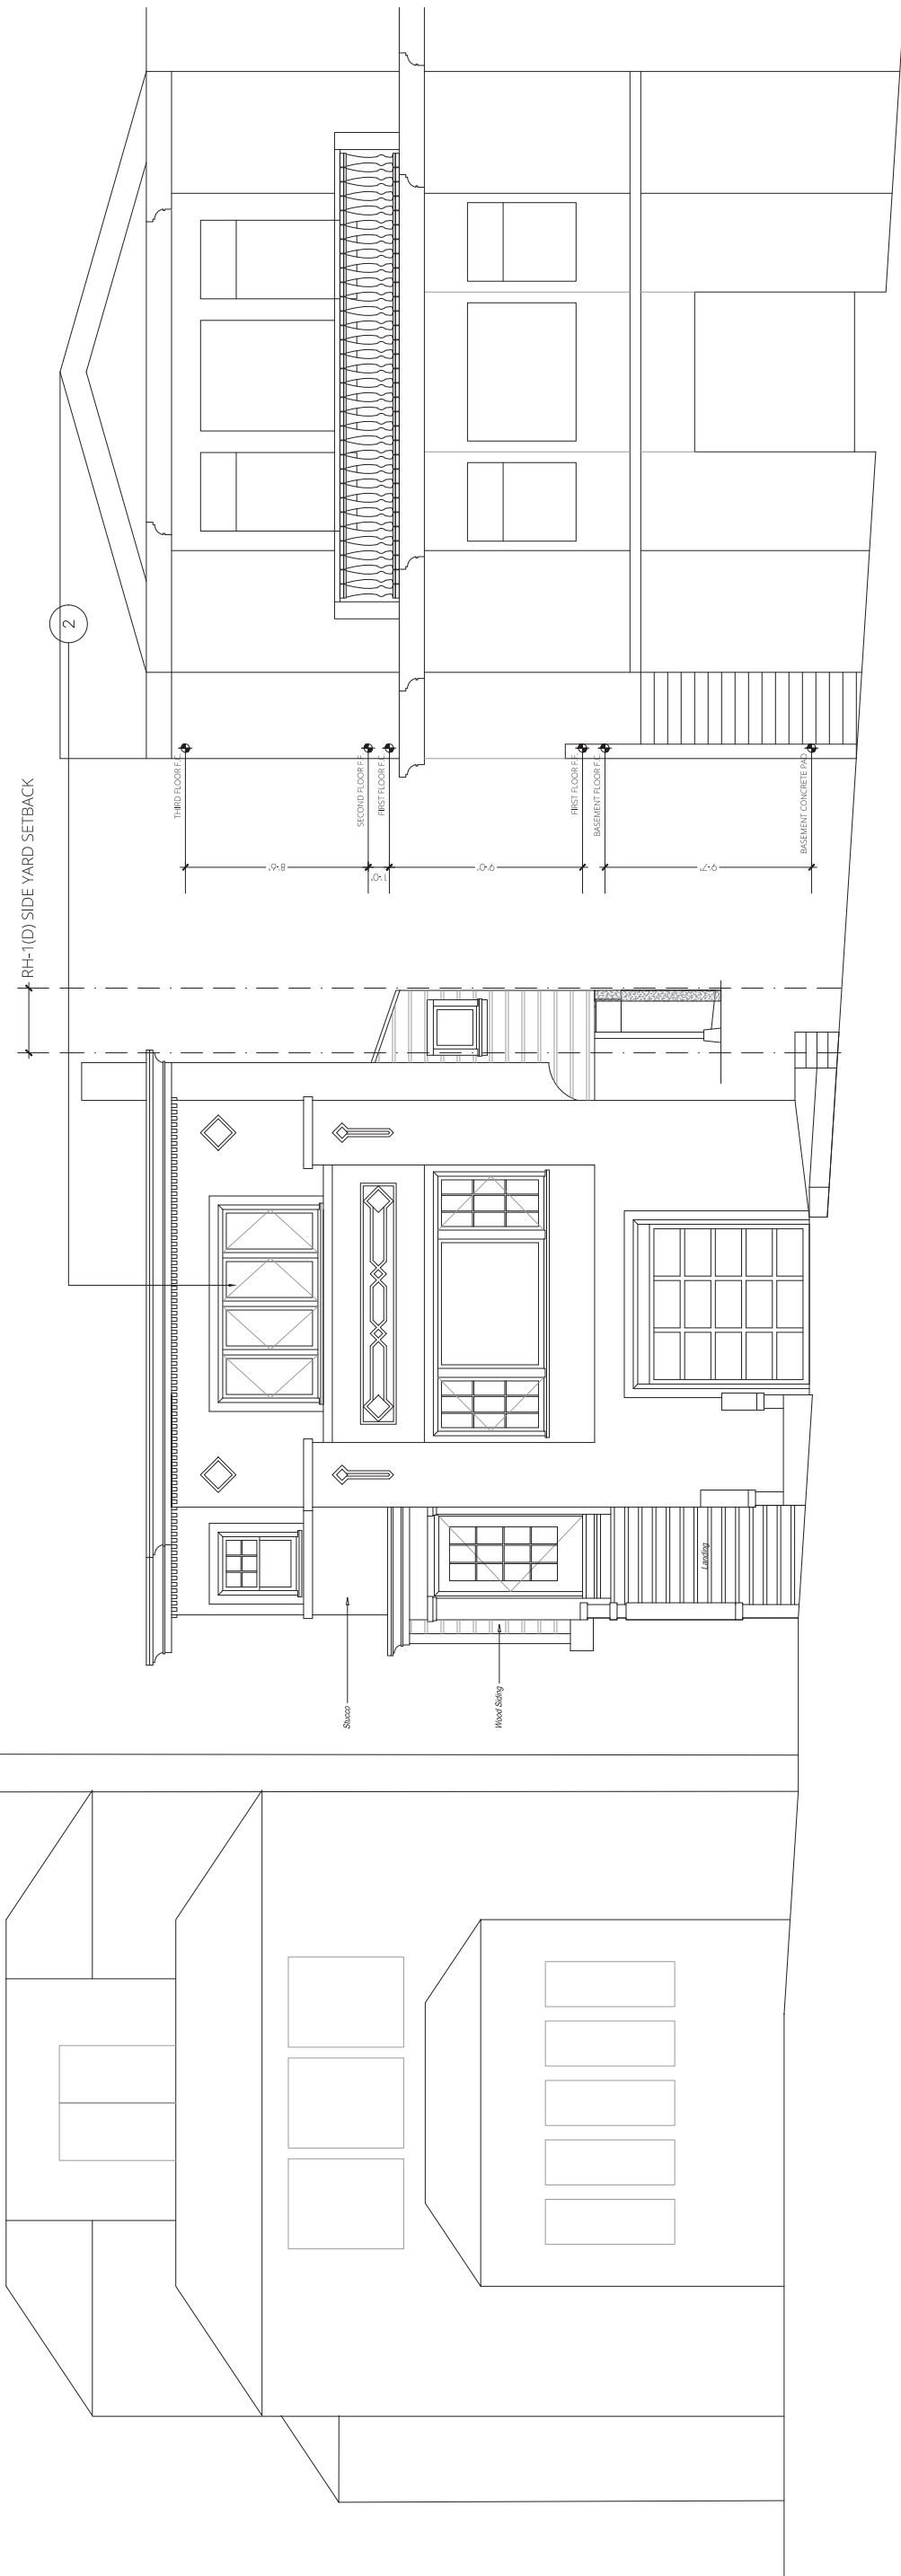 RH-1(D) SIDE YARD SETBACK
2
THIRD FLOOR F.C.
8'-6"
SECOND FLOOR F.F.
1'-0"
FIRST FLOOR F.C.
9'-0"
FIRST FLOOR F.F.
BASEMENT FLOOR F.C.
9'-7"
BASEMENT CONCRETE PAD
Stucco
Wood Siding
Landing